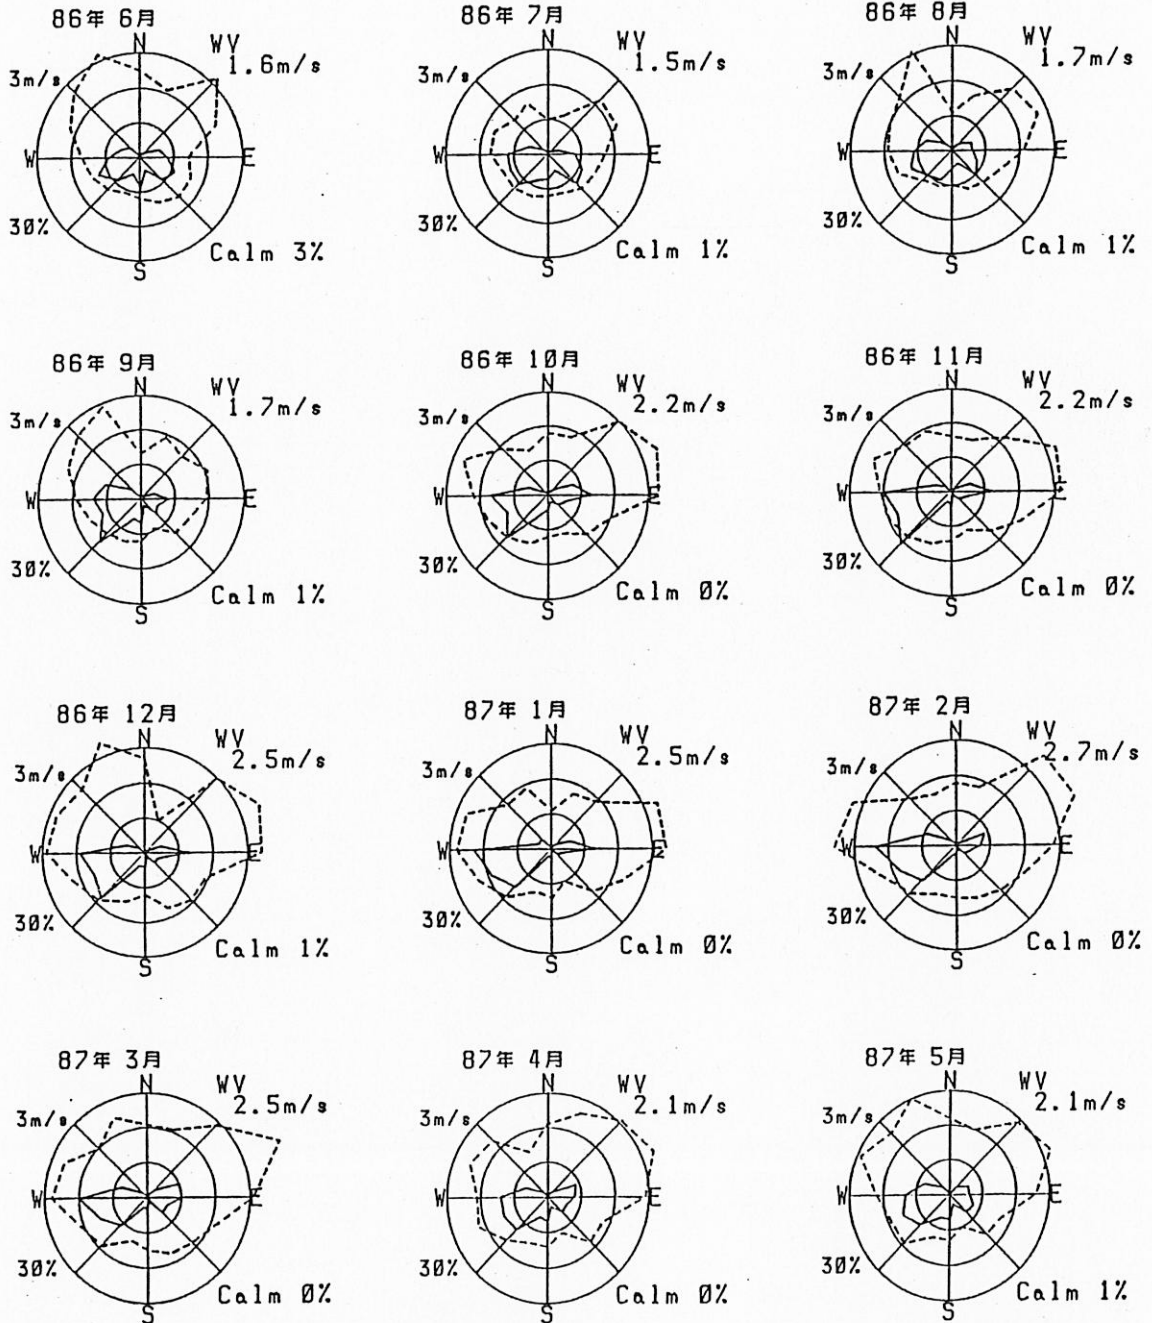 86年 6月
N
WV
1.6m/s
3m/s
W
E
30%
Calm 3%
S
86年 7月
N
WV
1.5m/s
3m/s
W
E
30%
Calm 1%
S
86年 8月
N
WV
1.7m/s
3m/s
W
E
30%
Calm 1%
S
86年 9月
N
WV
1.7m/s
3m/s
W
E
30%
Calm 1%
S
86年 10月
N
WV
2.2m/s
3m/s
W
E
30%
Calm 0%
S
86年 11月
N
WV
2.2m/s
3m/s
W
E
30%
Calm 0%
S
86年 12月
N
WV
2.5m/s
3m/s
W
E
30%
Calm 1%
S
87年 1月
N
WV
2.5m/s
3m/s
W
E
30%
Calm 0%
S
87年 2月
N
WV
2.7m/s
3m/s
W
E
30%
Calm 0%
S
87年 3月
N
WV
2.5m/s
3m/s
W
E
30%
Calm 0%
S
87年 4月
N
WV
2.1m/s
3m/s
W
E
30%
Calm 0%
S
87年 5月
N
WV
2.1m/s
3m/s
W
E
30%
Calm 1%
S